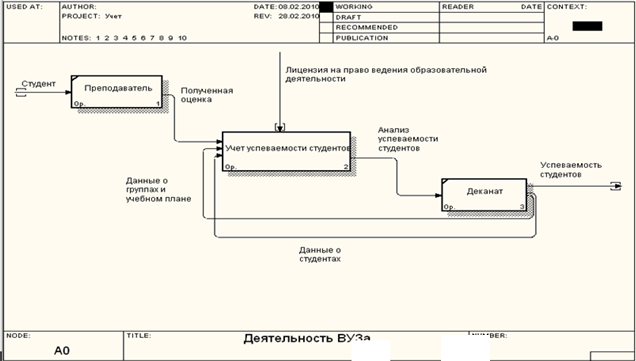 USED AT:
AUTHOR:
DATE: 08.02.2010
WORKING
READER
DATE
CONTEXT:
PROJECT: Учет
REV: 28.02.2010
DRAFT
RECOMMENDED
NOTES: 1 2 3 4 5 6 7 8 9 10
PUBLICATION
A-0
Студент
Преподаватель
0р.
1
Полученная
оценка
Лицензия на право ведения образовательной
деятельности
Учет успеваемости студентов
0р.
2
Анализ
успеваемости
студентов
Успеваемость
студентов
Деканат
0р.
3
Данные о
группах и
учебном плане
Данные о
студентах
NODE:
A0
TITLE:
Деятельность ВУЗа
NUMBER: